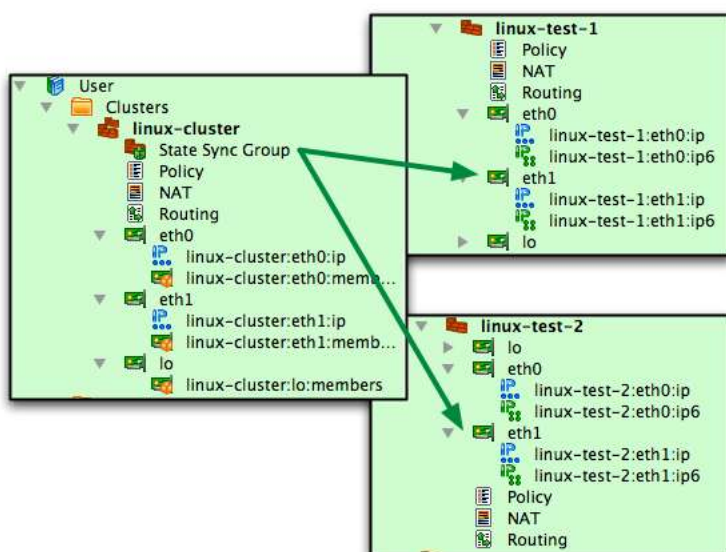 User
Clusters
linux-cluster
State Sync Group
Policy
NAT
Routing
eth0
linux-cluster:eth0:ip
linux-cluster:eth0:memb...
eth1
linux-cluster:eth1:ip
linux-cluster:eth1:memb...
lo
linux-cluster:lo:members
linux-test-1
Policy
NAT
Routing
eth0
linux-test-1:eth0:ip
linux-test-1:eth0:ip6
eth1
linux-test-1:eth1:ip
linux-test-1:eth1:ip6
lo
linux-test-2
lo
eth0
linux-test-2:eth0:ip
linux-test-2:eth0:ip6
eth1
linux-test-2:eth1:ip
linux-test-2:eth1:ip6
Policy
NAT
Routing